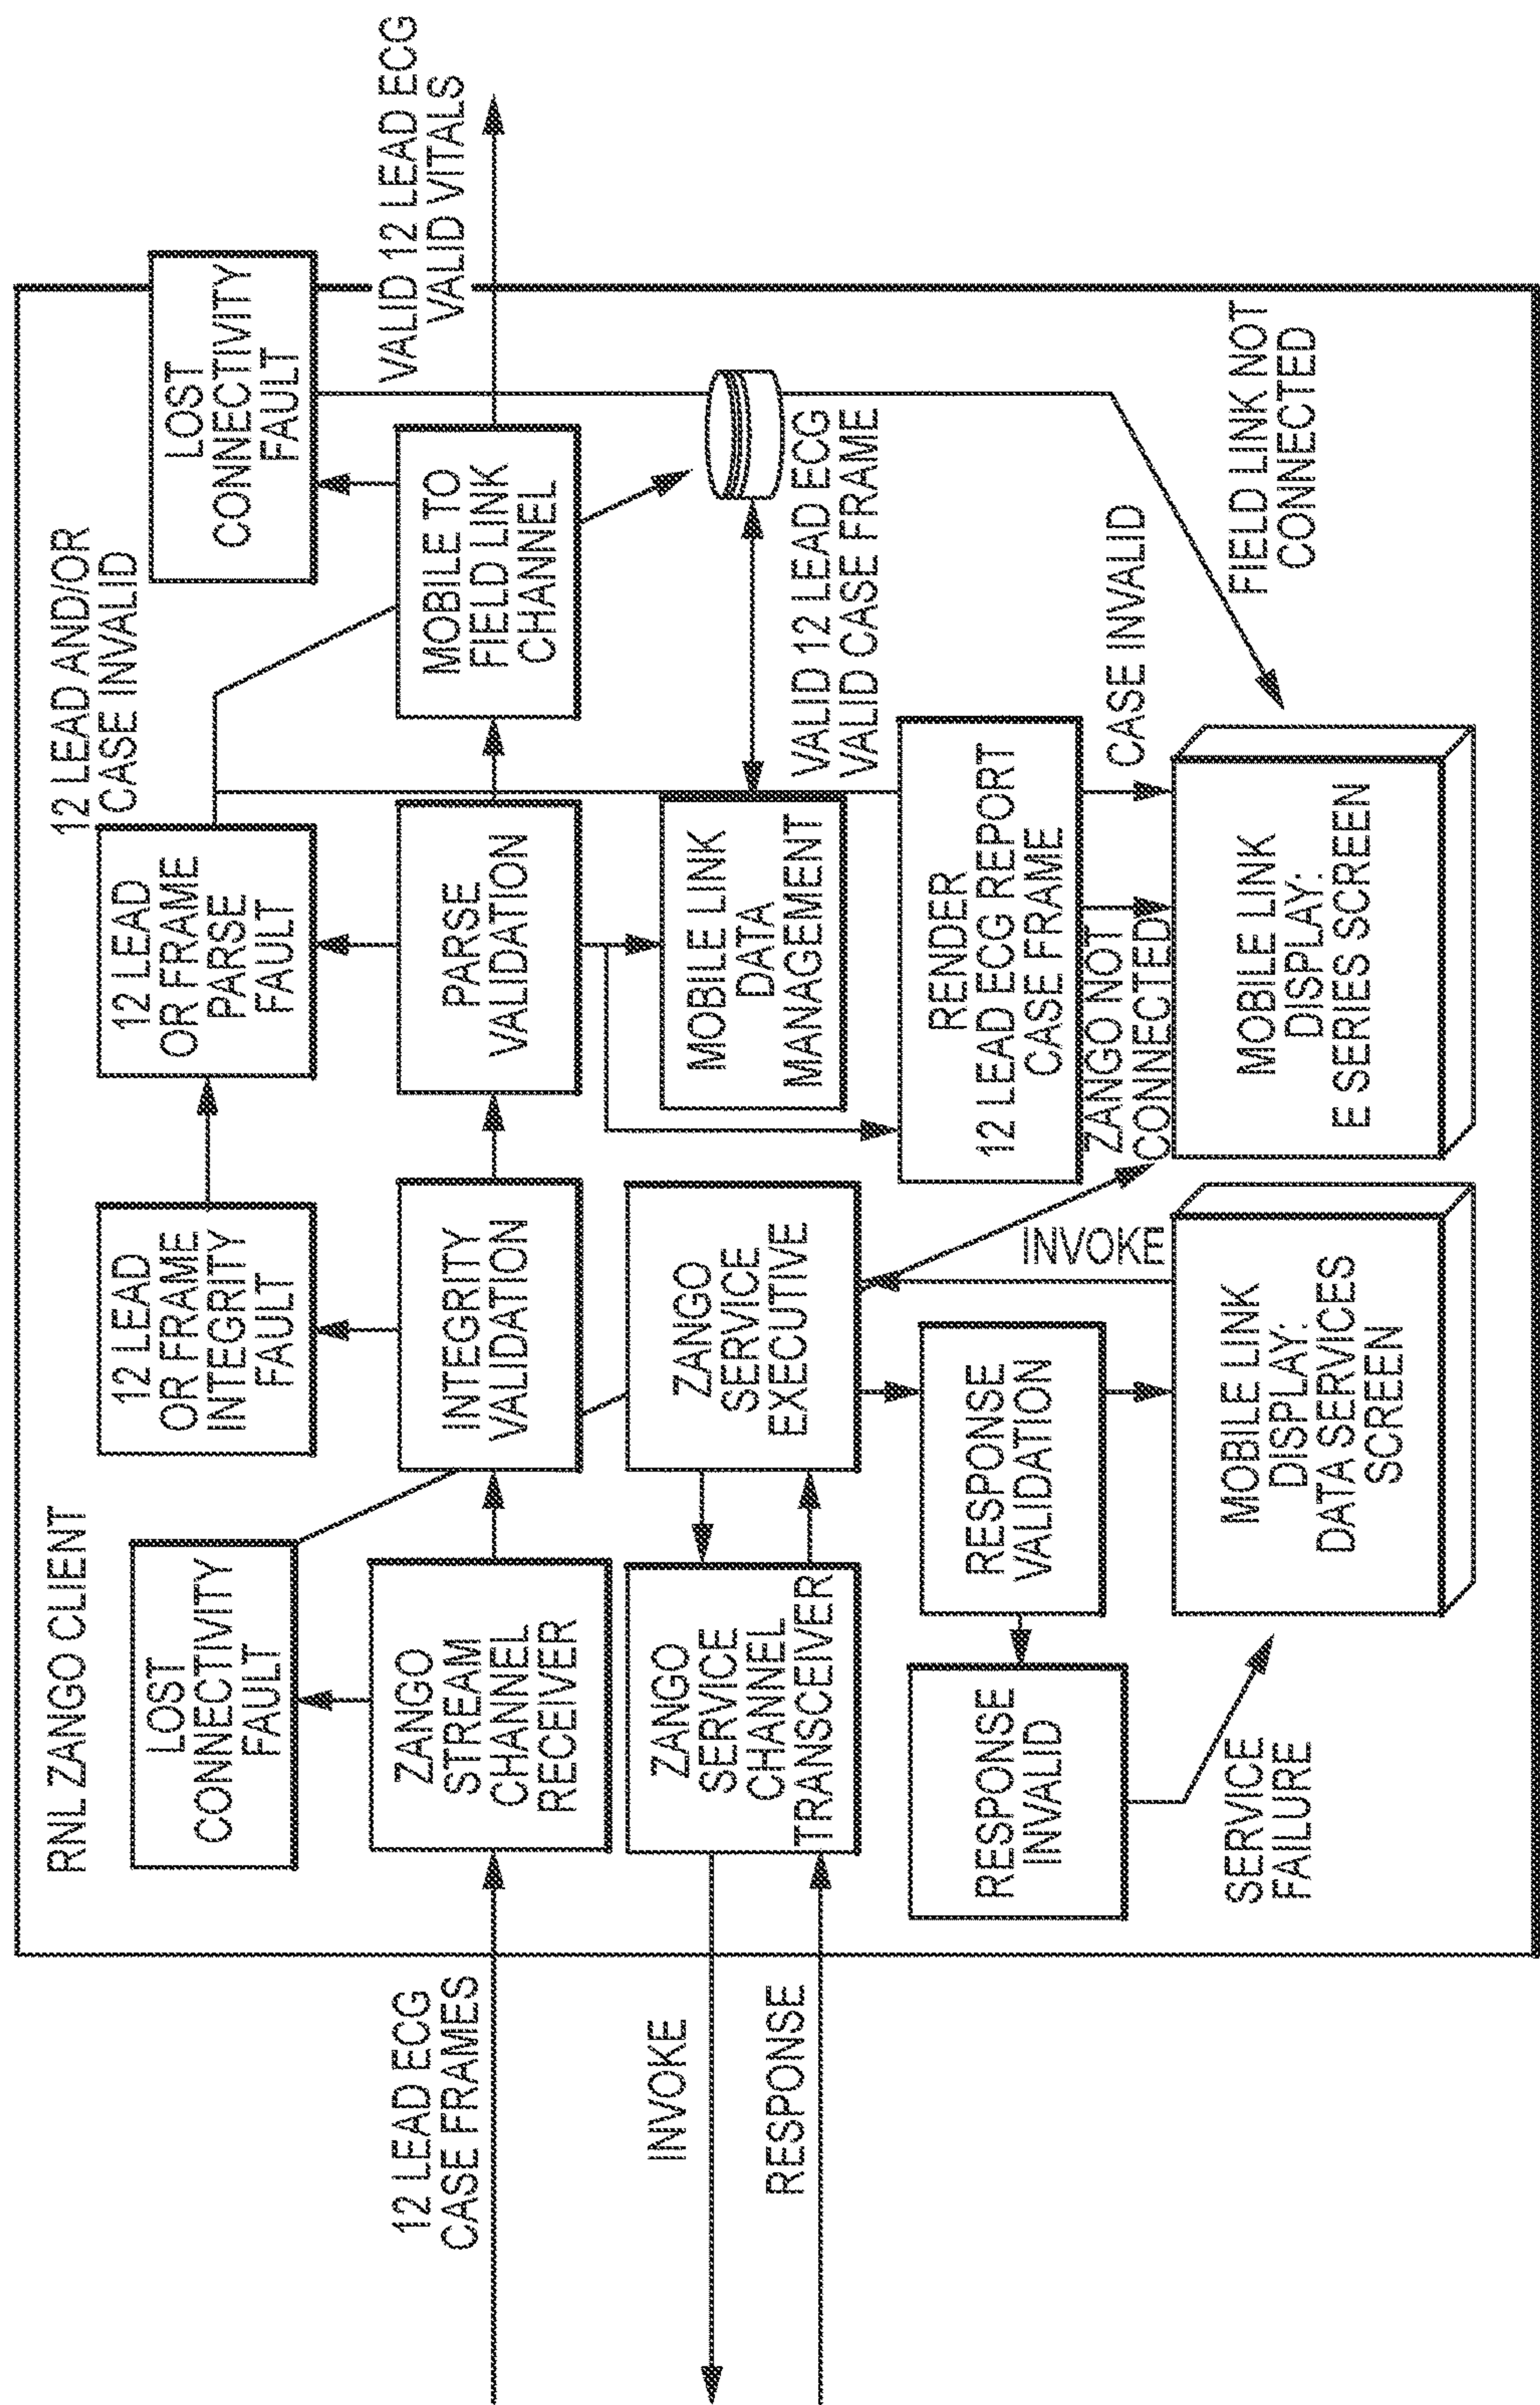 RNL ZANGO CLIENT
12 LEAD ECG
CASE FRAMES
INVOKE
RESPONSE
LOST
CONNECTIVITY
FAULT
12 LEAD
OR FRAME
INTEGRITY
FAULT
12 LEAD
OR FRAME
PARSE
FAULT
12 LEAD AND/OR
CASE INVALID
LOST
CONNECTIVITY
FAULT
ZANGO
STREAM
CHANNEL
RECEIVER
INTEGRITY
VALIDATION
PARSE
VALIDATION
MOBILE TO
FIELD LINK
CHANNEL
VALID 12 LEAD ECG
VALID VITALS
ZANGO
SERVICE
CHANNEL
TRANSCEIVER
ZANGO
SERVICE
EXECUTIVE
MOBILE LINK
DATA
MANAGEMENT
VALID 12 LEAD ECG
VALID CASE FRAME
RESPONSE
INVALID
RESPONSE
VALIDATION
INVOKE
RENDER
12 LEAD ECG REPORT
CASE FRAME
ZANGO NOT
CONNECTED
CASE INVALID
FIELD LINK NOT
CONNECTED
SERVICE
FAILURE
MOBILE LINK
DISPLAY:
DATA SERVICES
SCREEN
MOBILE LINK
DISPLAY:
E SERIES SCREEN